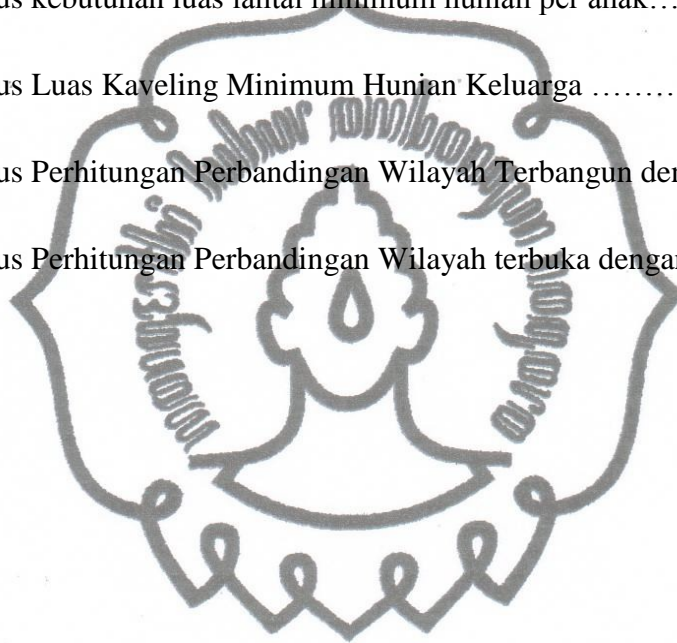 us kebutuhan luas lantai minimum hunian per anak…
us Luas Kaveling Minimum Hunian Keluarga ……..
us Perhitungan Perbandingan Wilayah Terbangun den
us Perhitungan Perbandingan Wilayah terbuka dengan